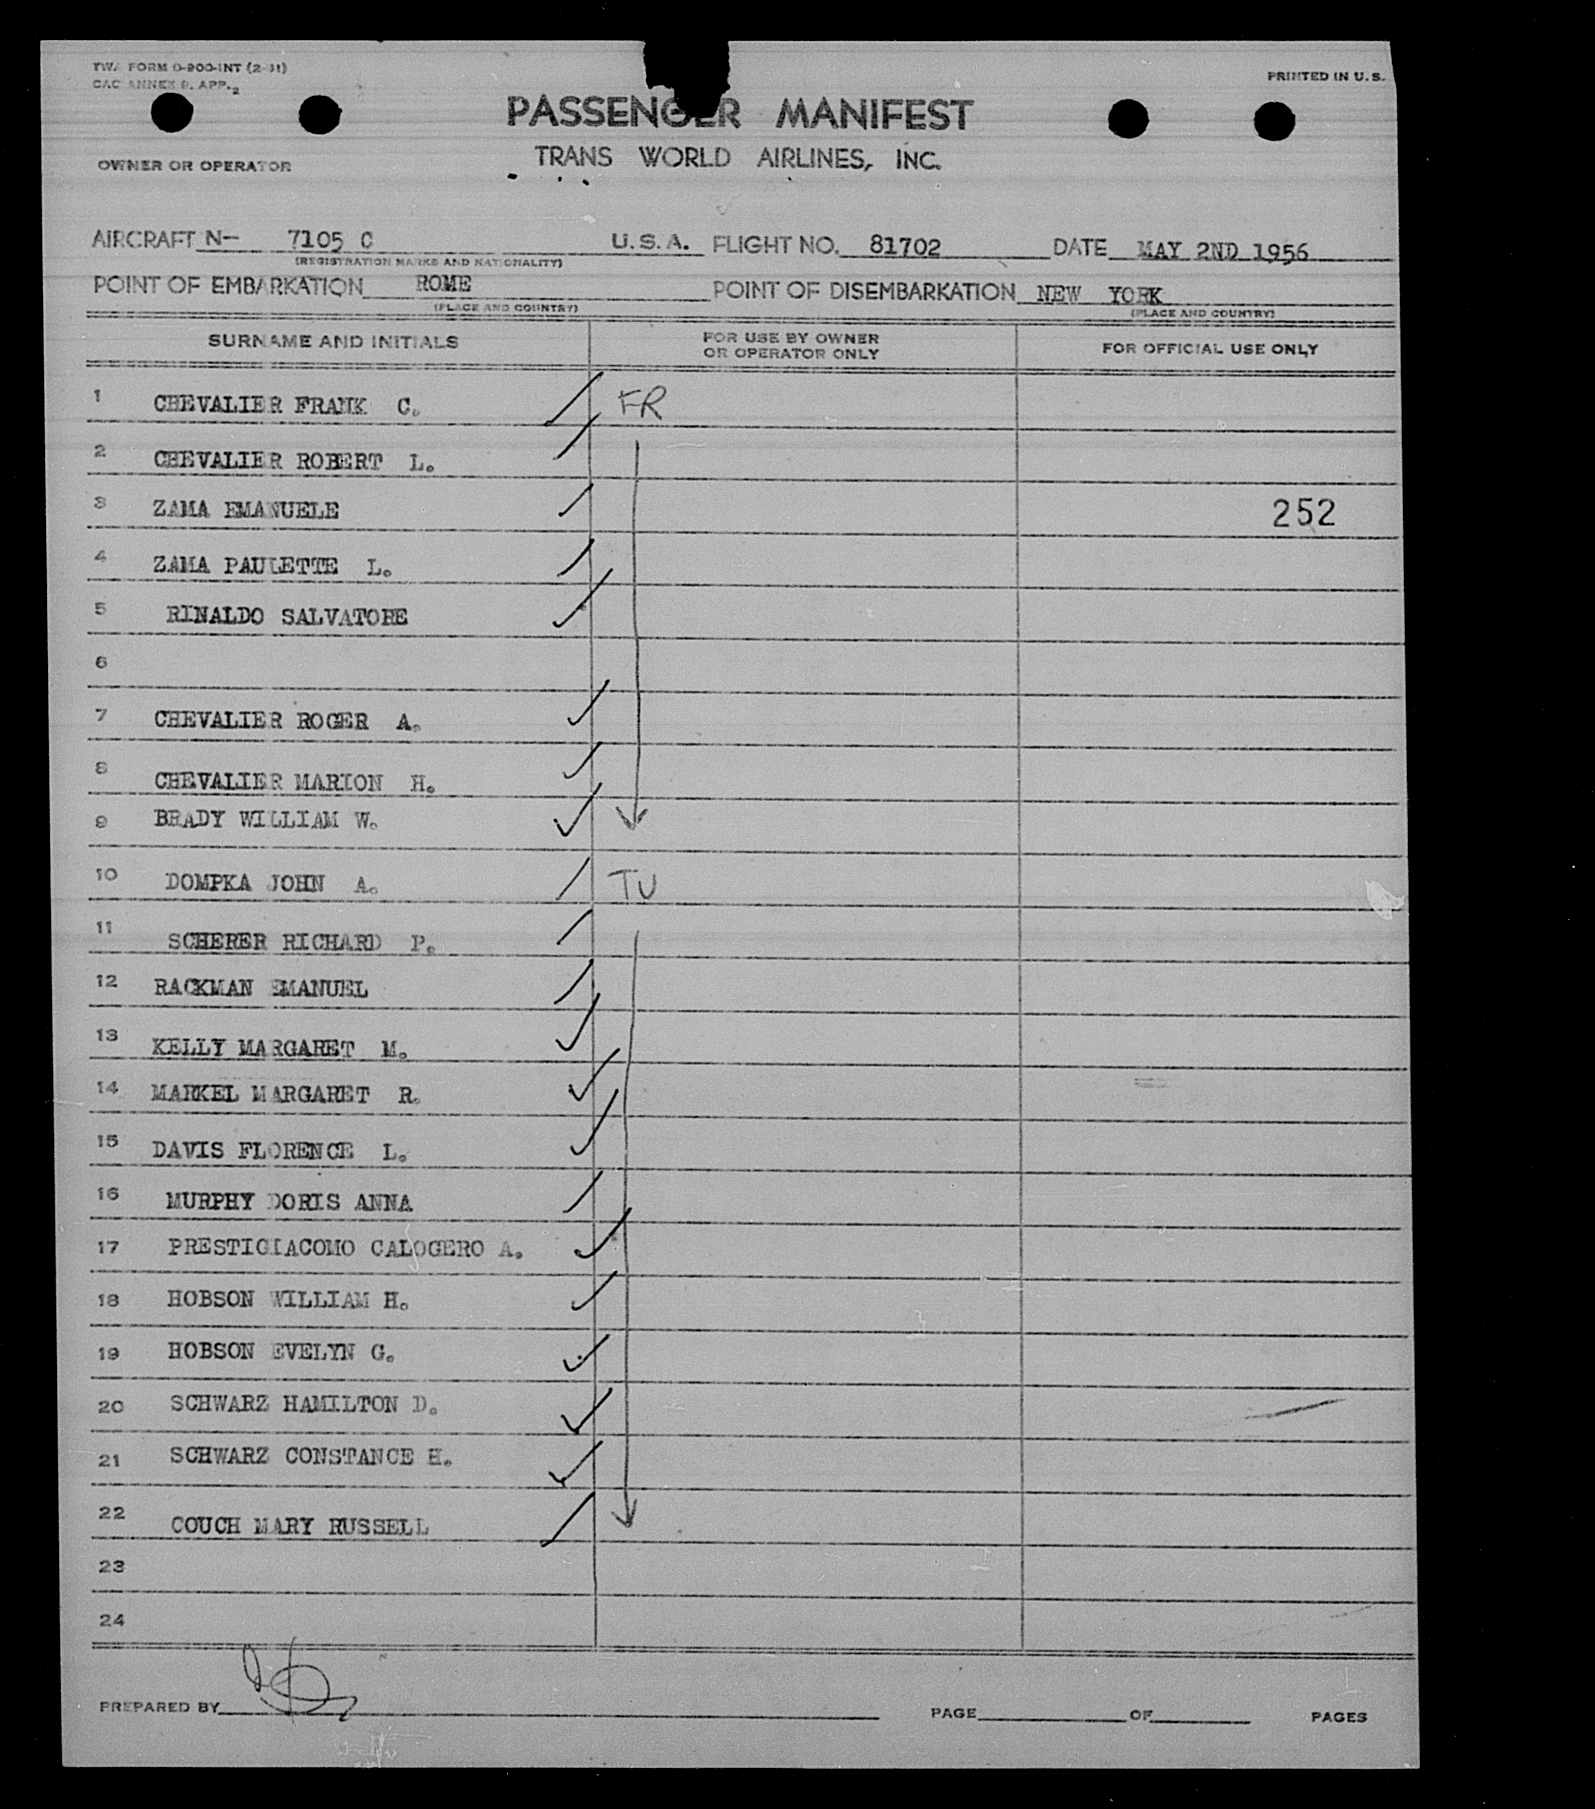 TWA FORM O-900-INT (2-51)
CAC ANNEX 9. APP. 2
PRINTED IN U. S.
PASSENGER MANIFEST
OWNER OR OPERATOR
TRANS WORLD AIRLINES, INC.
AIRCRAFT N- 7105 C U.S.A. FLIGHT NO. 81702 DATE MAY 2ND 1956
(REGISTRATION MARKS AND NATIONALITY)
POINT OF EMBARKATION ROME POINT OF DISEMBARKATION NEW YORK
(PLACE AND COUNTRY) (PLACE AND COUNTRY)
SURNAME AND INITIALS FOR USE BY OWNER OR OPERATOR ONLY FOR OFFICIAL USE ONLY
1 CHEVALIER FRANK C. FR
2 CHEVALIER ROBERT L.
3 ZAMA EMANUELE 252
4 ZAMA PAULETTE L.
5 RINALDO SALVATORE
6
7 CHEVALIER ROGER A.
8 CHEVALIER MARION H.
9 BRADY WILLIAM W.
10 DOMPKA JOHN A. TU
11 SCHERER RICHARD P.
12 RACKMAN EMANUEL
13 KELLY MARGARET M.
14 MARKEL MARGARET R.
15 DAVIS FLORENCE L.
16 MURPHY DORIS ANNA
17 PRESTIGIACOMO CALOGERO A.
18 HOBSON WILLIAM H.
19 HOBSON EVELYN G.
20 SCHWARZ HAMILTON D.
21 SCHWARZ CONSTANCE H.
22 COUCH MARY RUSSELL
23
24
PREPARED BY PAGE OF PAGES